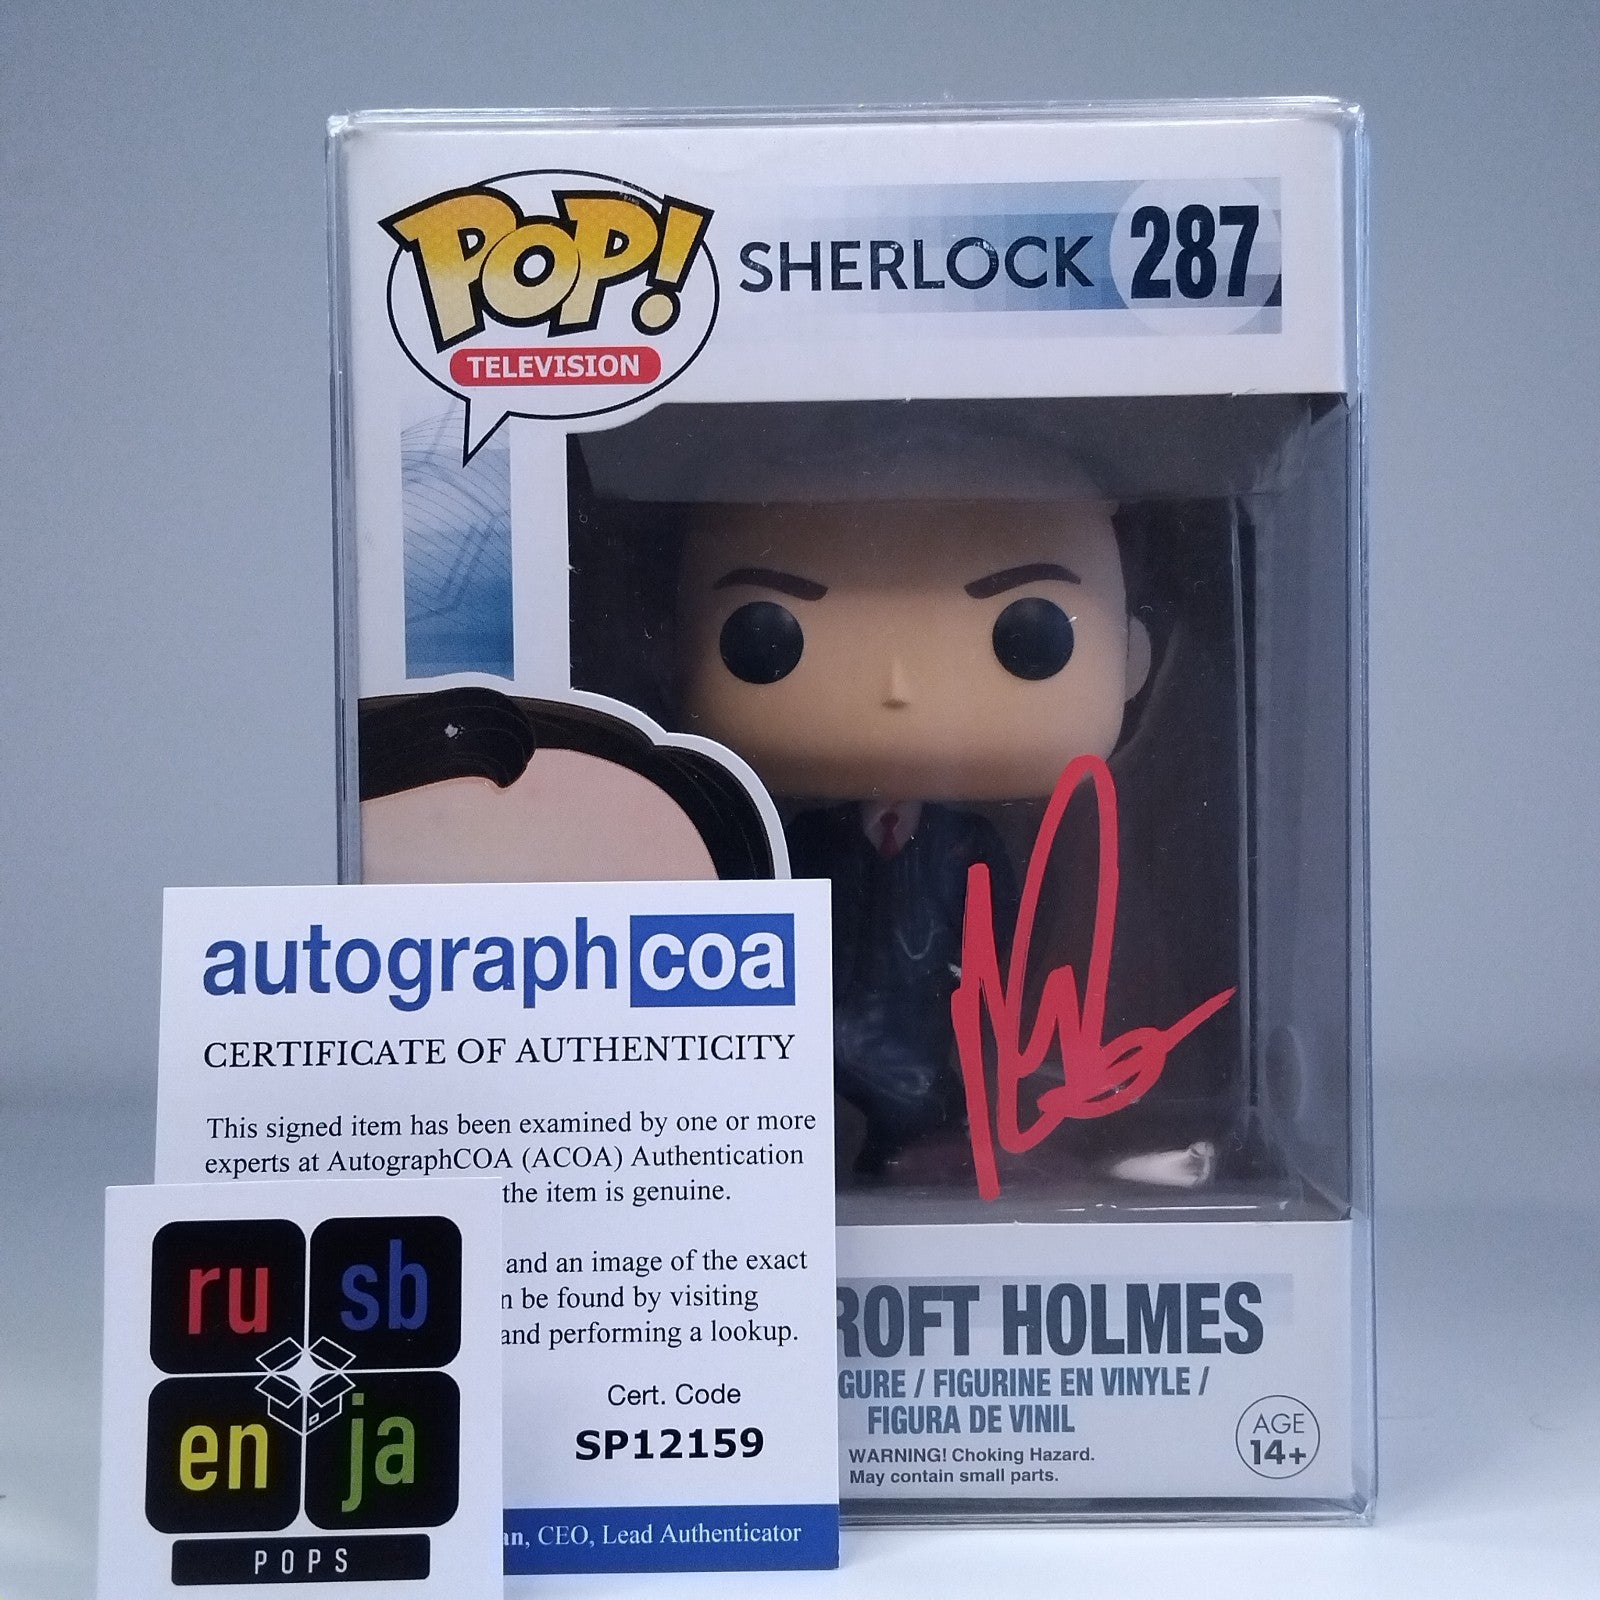 POP!
TELEVISION
SHERLOCK 287
autograph coa
CERTIFICATE OF AUTHENTICITY
This signed item has been examined by one or more
experts at AutographCOA (ACOA) Authentication
the item is genuine.
and an image of the exact
be found by visiting
and performing a lookup.
Cert. Code
SP12159
CEO, Lead Authenticator
ru sb
en ja
POPS
HOLMES
/ FIGURINE EN VINYLE /
FIGURA DE VINIL
WARNING! Choking Hazard.
May contain small parts.
AGE
14+